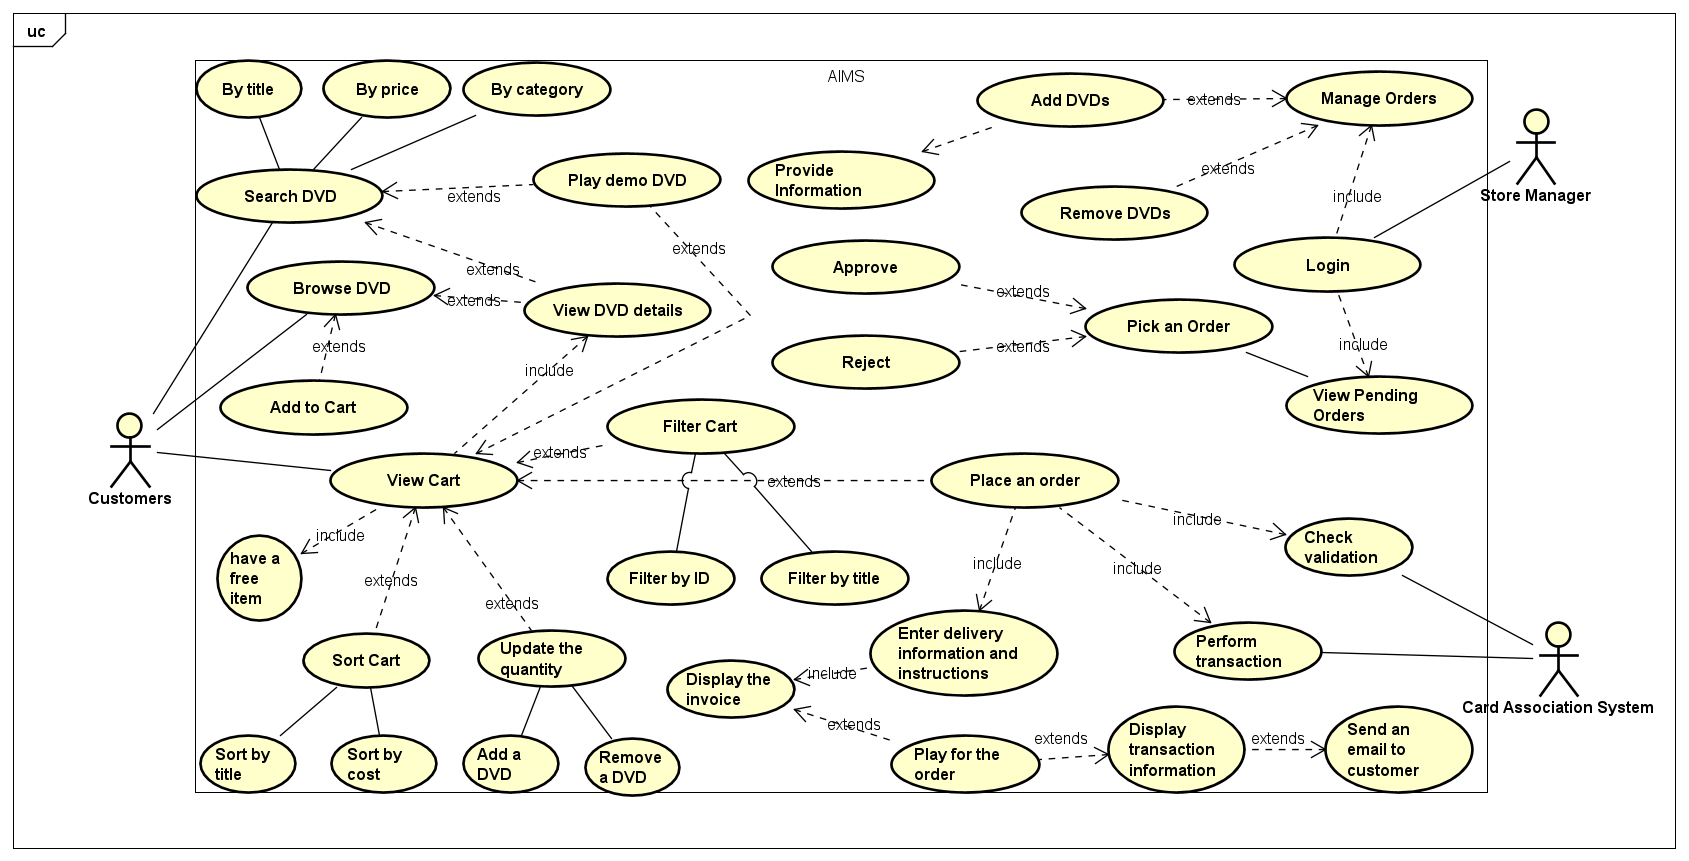 uc
AIMS
By title
By price
By category
Add DVDs
extends
Manage Orders
Search DVD
extends
Play demo DVD
Provide
Information
extends
Remove DVDs
include
Store Manager
extends
extends
Approve
extends
Login
Browse DVD
extends
View DVD details
Pick an Order
extends
include
Reject
extends
include
Add to Cart
View Pending
Orders
Filter Cart
extends
Customers
View Cart
extends
Place an order
include
include
Check
validation
have a
free
item
extends
Filter by ID
Filter by title
include
include
extends
Sort Cart
Update the
quantity
Enter delivery
information and
instructions
Perform
transaction
include
Display the
invoice
Card Association System
extends
Sort by
title
Sort by
cost
Add a
DVD
Remove
a DVD
Play for the
order
extends
Display
transaction
information
extends
Send an
email to
customer